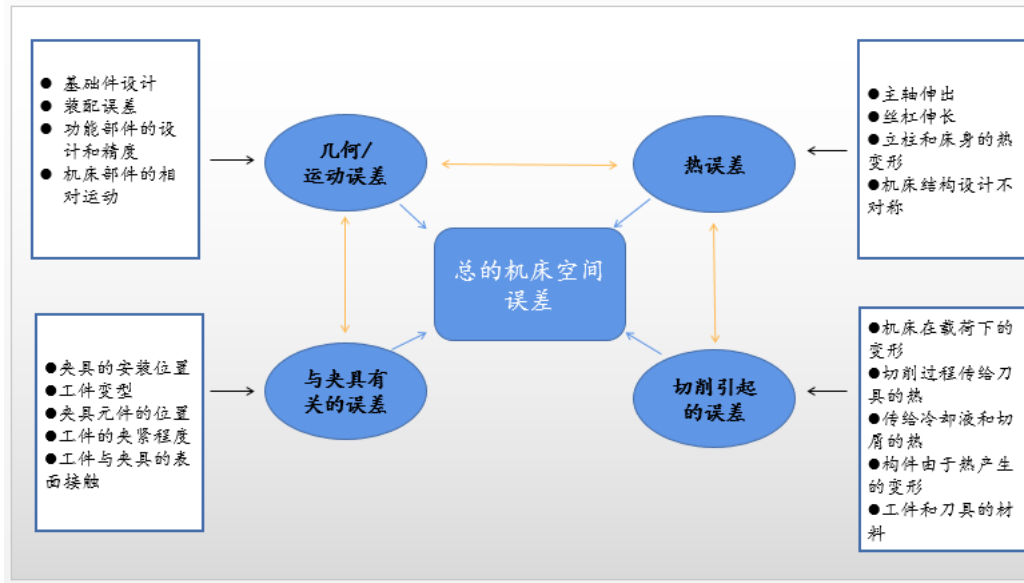 ● 基础件设计
● 装配误差
● 功能部件的设
计和精度
● 机床部件的相
对运动
几何/
运动误差
热误差
●主轴伸出
●丝杠伸长
●立柱和床身的热
变形
●机床结构设计不
对称
总的机床空间
误差
●夹具的安装位置
●工件变型
●夹具元件的位置
●工件的夹紧程度
●工件与夹具的表
面接触
与夹具有
关的误差
切削引起
的误差
●机床在载荷下的
变形
●切削过程传给刀
具的热
●传给冷却液和切
屑的热
●构件由于热产生
的变形
●工件和刀具的材
料